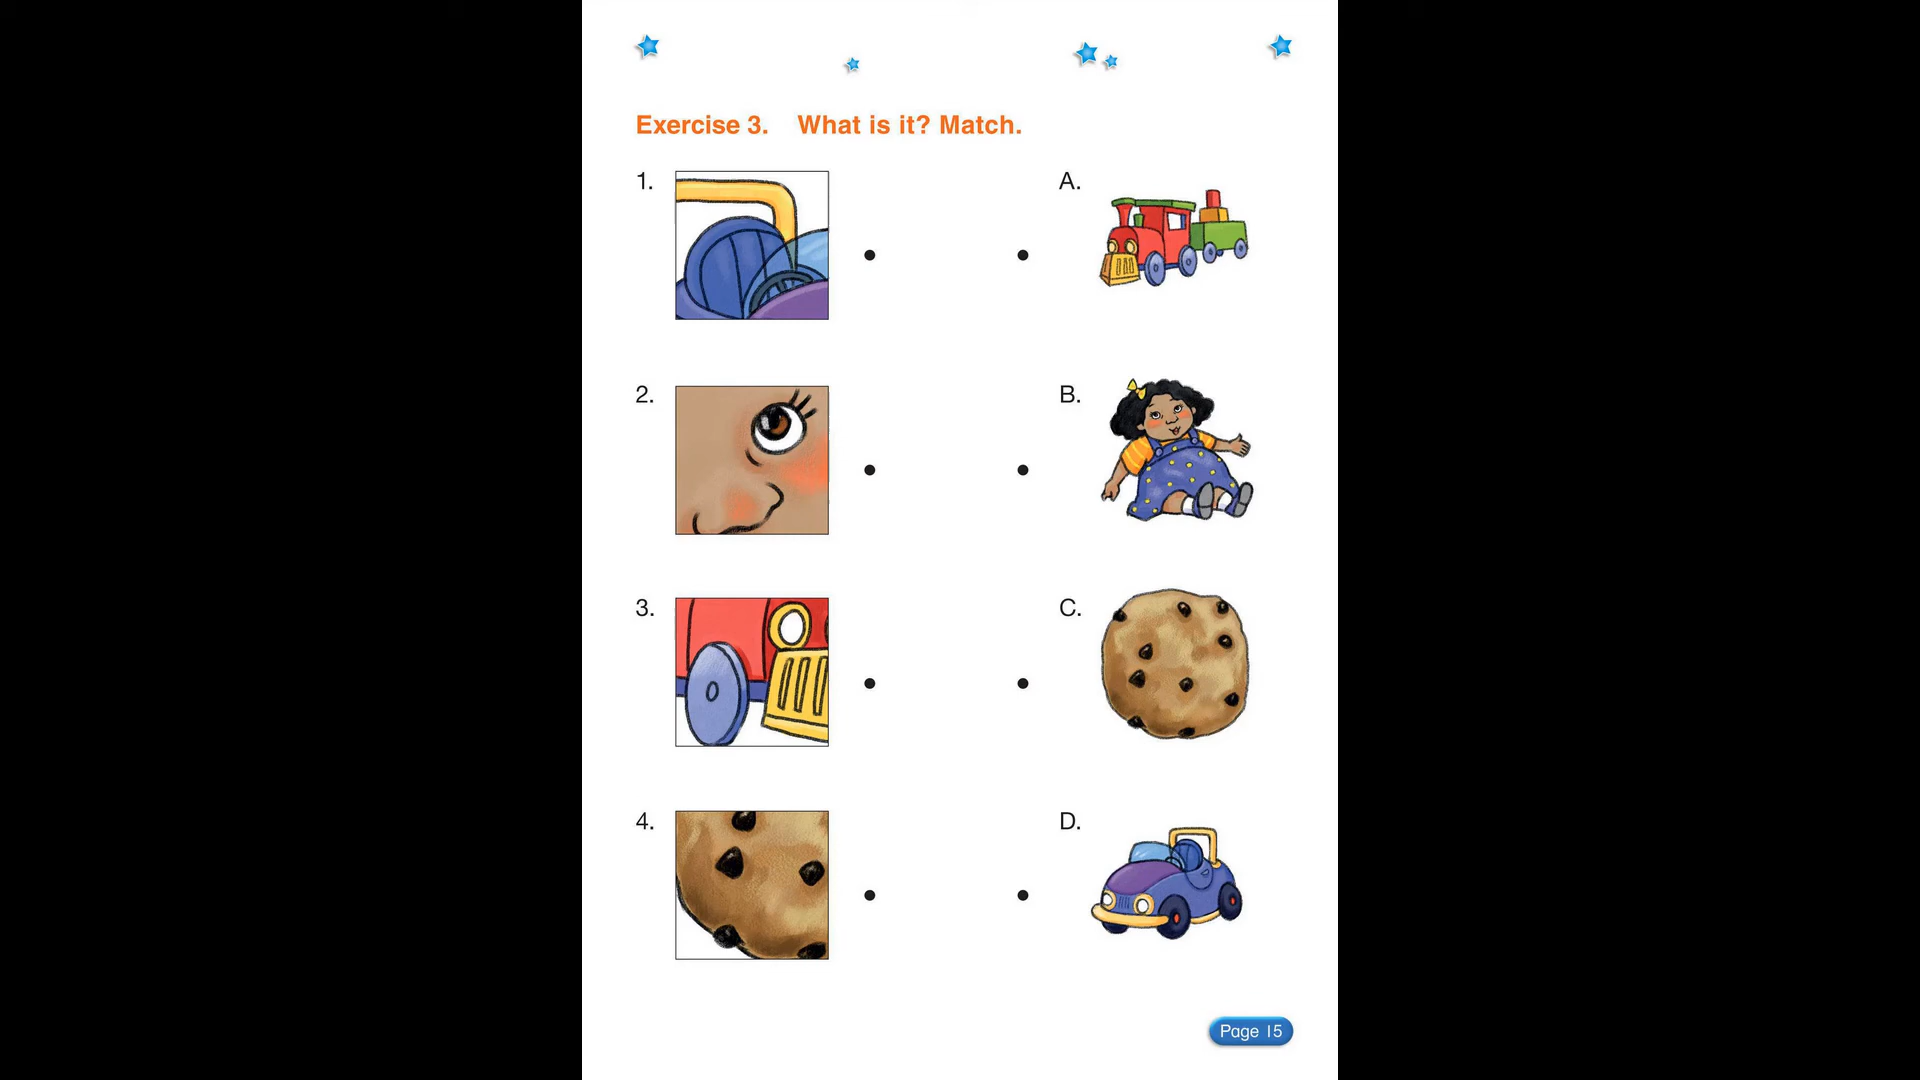 Exercise 3. What is it? Match.
1.
A.
2.
B.
3.
C.
4.
D.
Page 15